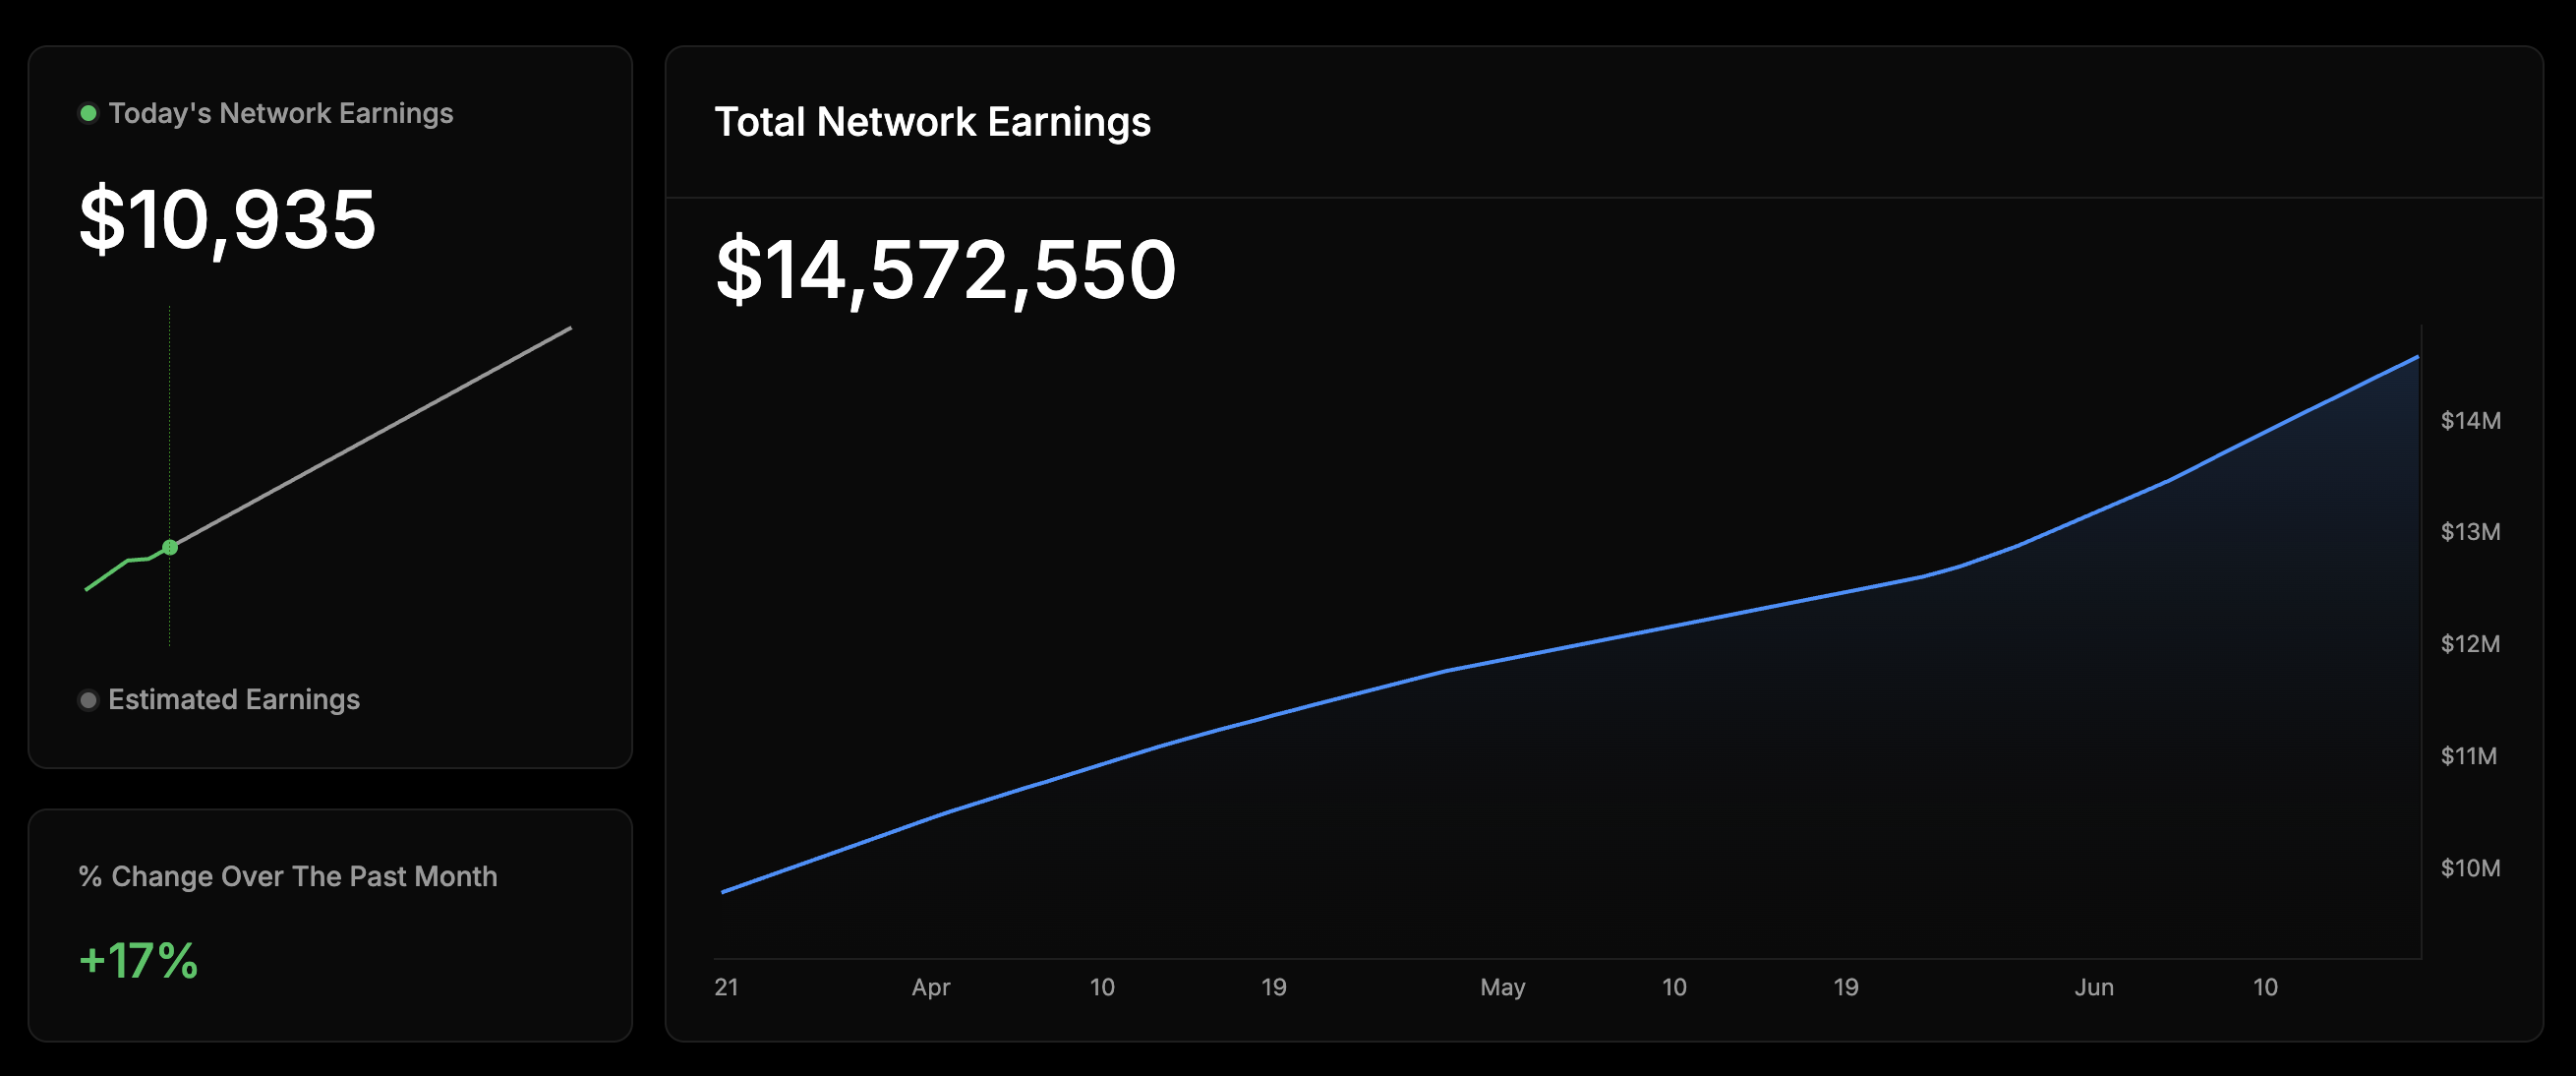 Today's Network Earnings
$10,935
Estimated Earnings
% Change Over The Past Month
+17%
Total Network Earnings
$14,572,550
$14M
$13M
$12M
$11M
$10M
21 Apr 10 19 May 10 19 Jun 10